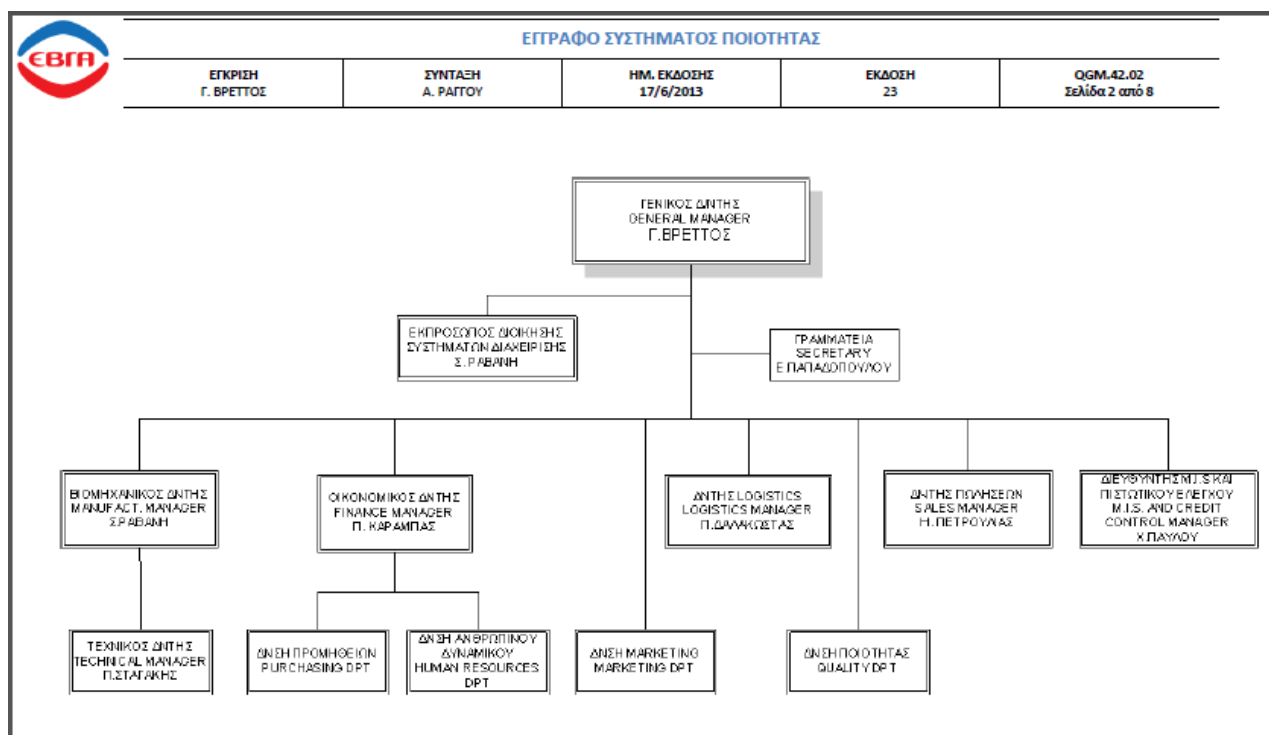 ΕΒΓΑ
ΕΓΓΡΑΦΟ ΣΥΣΤΗΜΑΤΟΣ ΠΟΙΟΤΗΤΑΣ
ΕΓΚΡΙΣΗ
Γ. ΒΡΕΤΤΟΣ
ΣΥΝΤΑΞΗ
Α. ΡΑΓΓΟΥ
ΗΜ. ΕΚΔΟΣΗΣ
17/6/2013
ΕΚΔΟΣΗ
23
QGM.42.02
Σελίδα 2 από 8
ΓΕΝΙΚΟΣ Δ/ΝΤΗΣ
GENERAL MANAGER
Γ.ΒΡΕΤΤΟΣ
ΕΚΠΡΟΣΩΠΟΣ ΔΙΟΙΚΗΣΗΣ
ΣΥΣΤΗΜΑΤΩΝ ΔΙΑΧΕΙΡΙΣΗΣ
Σ. ΡΑΒΑΝΗ
ΓΡΑΜΜΑΤΕΙΑ
SECRETARY
Ε.ΠΑΠΑΔΟΠΟΥΛΟΥ
ΒΙΟΜΗΧΑΝΙΚΟΣ Δ/ΝΤΗΣ
MANUFACT. MANAGER
Σ.ΡΑΒΑΝΗ
ΟΙΚΟΝΟΜΙΚΟΣ Δ/ΝΤΗΣ
FINANCE MANAGER
Π. ΚΑΡΑΜΠΑΣ
Δ/ΝΤΗΣ LOGISTICS
LOGISTICS MANAGER
Π.ΔΑΛΑΚΩΣΤΑΣ
Δ/ΝΤΗΣ ΠΩΛΗΣΕΩΝ
SALES MANAGER
Η.ΠΕΤΡΟΥΛΙΑΣ
ΔΙΕΥΘΥΝΤΗΣ M.I.S ΚΑΙ
ΠΙΣΤΩΤΙΚΟΥ ΕΛΕΓΧΟΥ
M.I.S. AND CREDIT
CONTROL MANAGER
Χ.ΠΑΥΛΟΥ
ΤΕΧΝΙΚΟΣ Δ/ΝΤΗΣ
TECHNICAL MANAGER
Π.ΣΤΑΓΑΚΗΣ
Δ/ΝΣΗ ΠΡΟΜΗΘΕΙΩΝ
PURCHASING DPT
Δ/ΝΣΗ ΑΝΘΡΩΠΙΝΟΥ
ΔΥΝΑΜΙΚΟΥ
HUMAN RESOURCES
DPT
Δ/ΝΣΗ MARKETING
MARKETING DPT
Δ/ΝΣΗ ΠΟΙΟΤΗΤΑΣ
QUALITY DPT